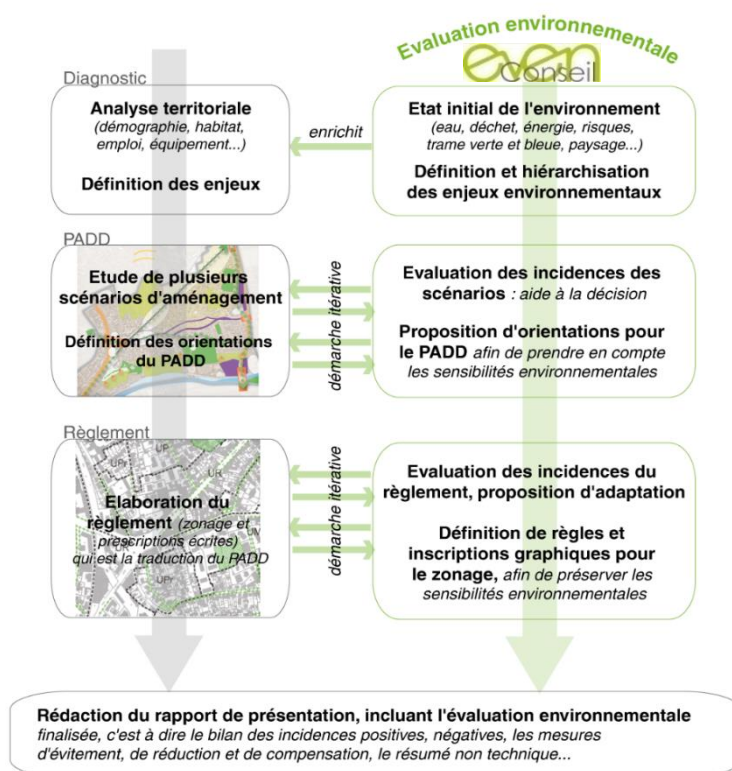 Evaluation environnementale
even
Conseil
Diagnostic
Analyse territoriale
(démographie, habitat,
emploi, équipement...)
Définition des enjeux
enrichit
Etat initial de l'environnement
(eau, déchet, énergie, risques,
trame verte et bleue, paysage...)
Définition et hiérarchisation
des enjeux environnementaux
PADD
Etude de plusieurs
scénarios d'aménagement
Définition des orientations
du PADD
démarche itérative
Evaluation des incidences des
scénarios : aide à la décision
Proposition d'orientations pour
le PADD afin de prendre en compte
les sensibilités environnementales
Règlement
UP
UPr
UR
Elaboration du
règlement (zonage et
prescriptions écrites)
qui est la traduction du PADD
UPr
démarche itérative
Evaluation des incidences du
règlement, proposition d'adaptation
Définition de règles et
inscriptions graphiques pour
le zonage, afin de préserver les
sensibilités environnementales
Rédaction du rapport de présentation, incluant l'évaluation environnementale
finalisée, c'est à dire le bilan des incidences positives, négatives, les mesures
d'évitement, de réduction et de compensation, le résumé non technique...